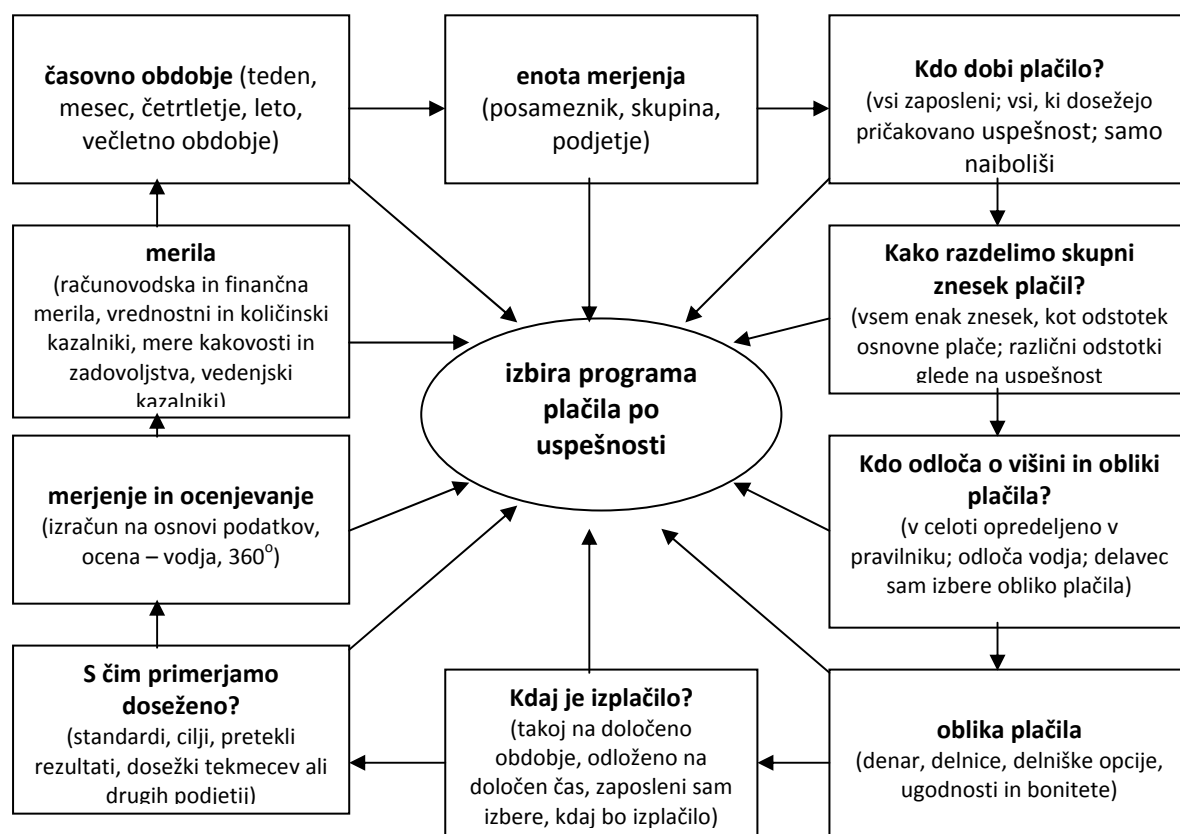 časovno obdobje (teden,
mesec, četrtletje, leto,
večletno obdobje)
enota merjenja
(posameznik, skupina,
podjetje)
Kdo dobi plačilo?
(vsi zaposleni; vsi, ki dosežejo
pričakovano uspešnost; samo
najboljši
merila
(računovodska in finančna
merila, vrednostni in količinski
kazalniki, mere kakovosti in
zadovoljstva, vedenjski
kazalniki)
Kako razdelimo skupni
znesek plačil?
(vsem enak znesek, kot odstotek
osnovne plače; različni odstotki
glede na uspešnost
izbira programa
plačila po
uspešnosti
merjenje in ocenjevanje
(izračun na osnovi podatkov,
ocena – vodja, 360°)
Kdo odloča o višini in obliki
plačila?
(v celoti opredeljeno v
pravilniku; odloča vodja; delavec
sam izbere obliko plačila)
S čim primerjamo
doseženo?
(standardi, cilji, pretekli
rezultati, dosežki tekmecev ali
drugih podjetij)
Kdaj je izplačilo?
(takoj na določeno
obdobje, odloženo na
določen čas, zaposleni sam
izbere, kdaj bo izplačilo)
oblika plačila
(denar, delnice, delniške opcije,
ugodnosti in bonitete)